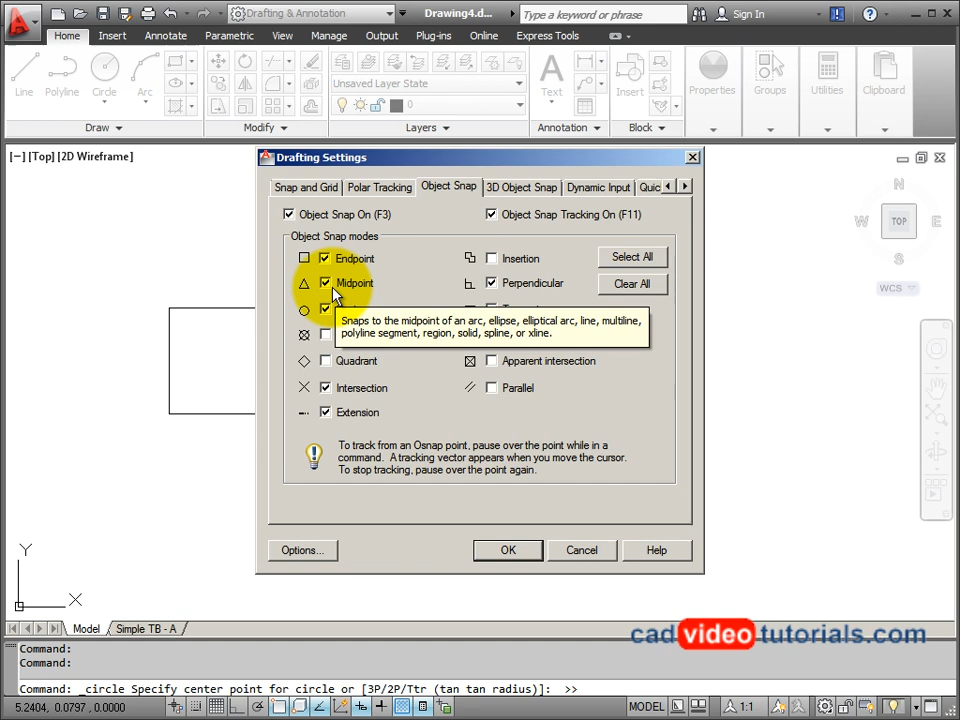 Drafting & Annotation
Drawing4.d...
Type a keyword or phrase
Sign In
Home
Insert
Annotate
Parametric
View
Manage
Output
Plug-ins
Online
Express Tools
Line
Polyline
Circle
Arc
Unsaved Layer State
0
Text
Insert
Properties
Groups
Utilities
Clipboard
Draw
Modify
Layers
Annotation
Block
[−] [Top] [2D Wireframe]
Drafting Settings
Snap and Grid
Polar Tracking
Object Snap
3D Object Snap
Dynamic Input
Quic
Object Snap On (F3)
Object Snap Tracking On (F11)
Object Snap modes
Endpoint
Insertion
Select All
Midpoint
Perpendicular
Clear All
Snaps to the midpoint of an arc, ellipse, elliptical arc, line, multiline,
polyline segment, region, solid, spline, or xline.
Quadrant
Apparent intersection
Intersection
Parallel
Extension
To track from an Osnap point, pause over the point while in a
command. A tracking vector appears when you move the cursor.
To stop tracking, pause over the point again.
Options...
OK
Cancel
Help
N
W
TOP
E
S
WCS
Y
X
Model
Simple TB - A
cad video tutorials.com
Command:
Command:
Command: _circle Specify center point for circle or [3P/2P/Ttr (tan tan radius)]: >>
5.2404, 0.0797, 0.0000
MODEL
1:1